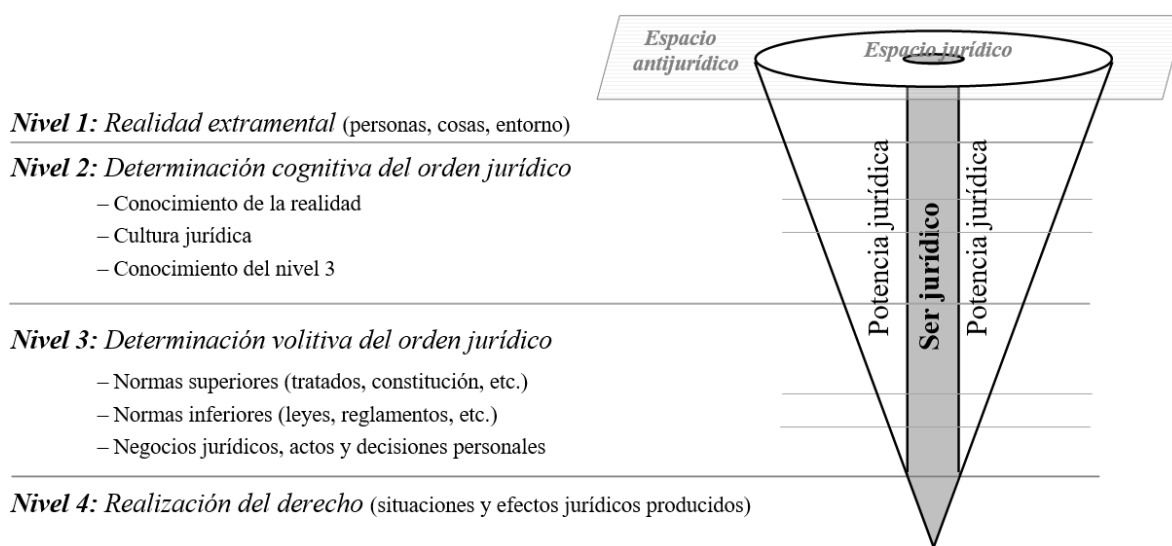 Espacio
antijurídico
Espacio jurídico
Nivel 1: Realidad extramental (personas, cosas, entorno)
Nivel 2: Determinación cognitiva del orden jurídico
– Conocimiento de la realidad
– Cultura jurídica
– Conocimiento del nivel 3
Nivel 3: Determinación volitiva del orden jurídico
– Normas superiores (tratados, constitución, etc.)
– Normas inferiores (leyes, reglamentos, etc.)
– Negocios jurídicos, actos y decisiones personales
Nivel 4: Realización del derecho (situaciones y efectos jurídicos producidos)
Potencia jurídica
Ser jurídico
Potencia jurídica